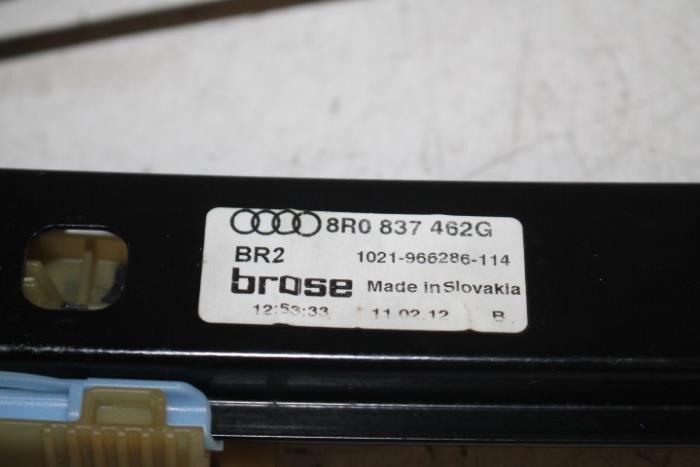 8R0 837 462G
BR2 1021-966286-114
brose Made in Slovakia
12:53:33 11.02.12 B